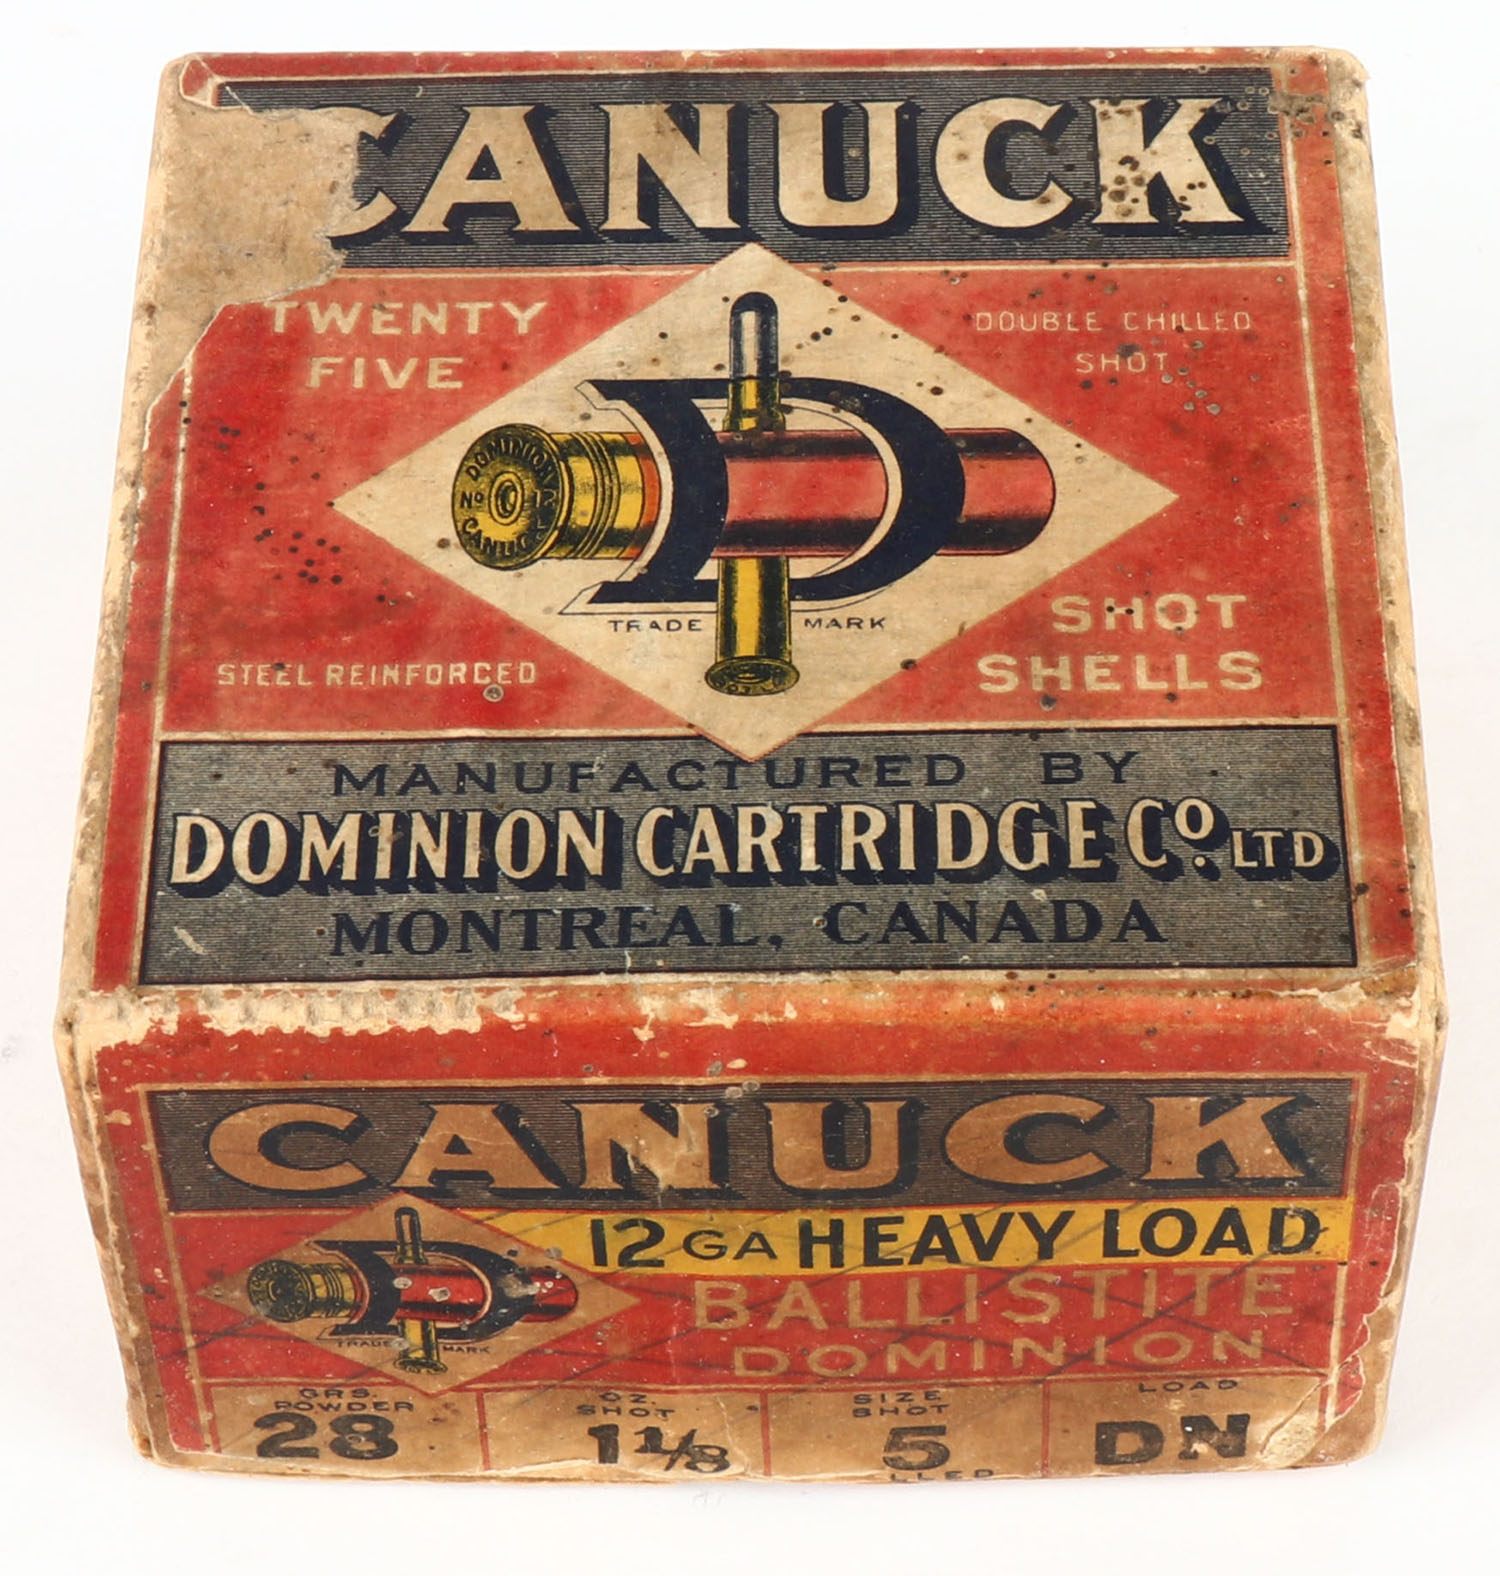 CANUCK
TWENTY FIVE
DOUBLE CHILLED SHOT
DOMINION
No 12
CANUCK
TRADE MARK
STEEL REINFORCED
SHOT SHELLS
MANUFACTURED BY
DOMINION CARTRIDGE Co. LTD
MONTREAL, CANADA
CANUCK
12 GA HEAVY LOAD
BALLISTITE
DOMINION
TRADE MARK
GRS. POWDER 28
OZ. SHOT 1 1/8
SIZE SHOT 5
LOAD DN